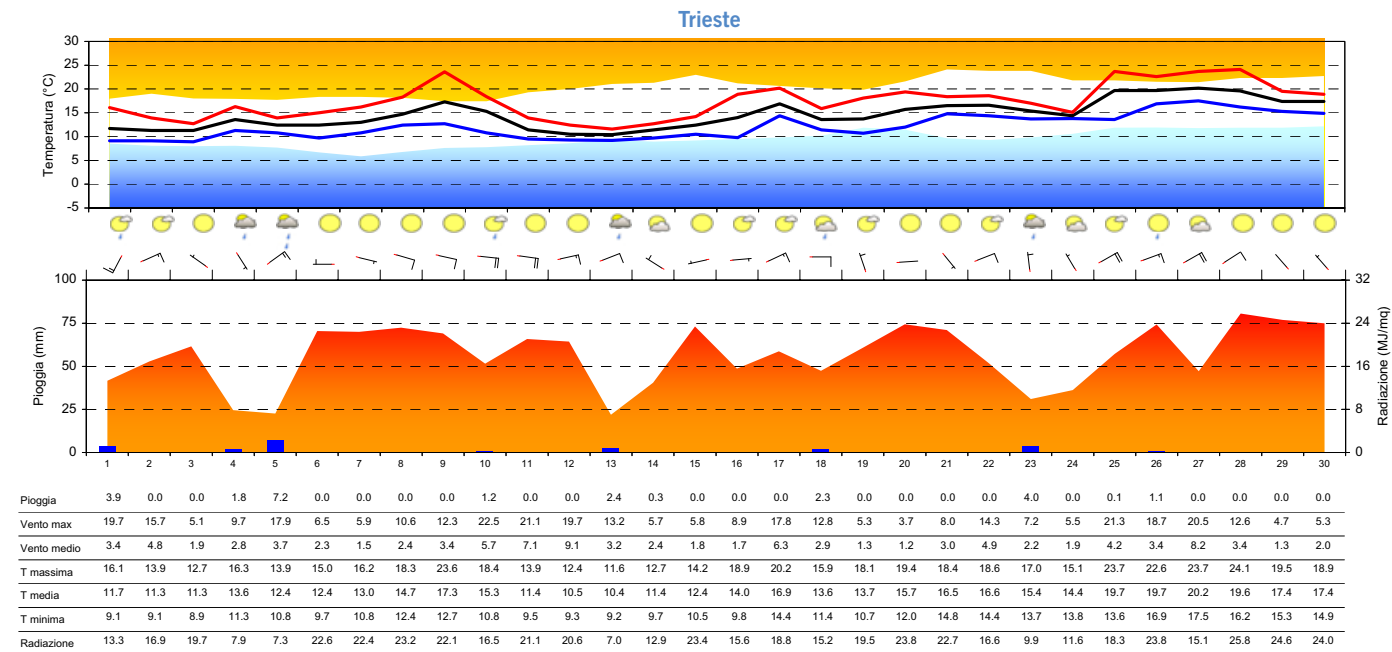 Trieste
Temperatura (°C)
30
25
20
15
10
5
0
-5
Pioggia (mm)
100
75
50
25
0
Radiazione (MJ/mq)
32
24
16
8
0
1 2 3 4 5 6 7 8 9 10 11 12 13 14 15 16 17 18 19 20 21 22 23 24 25 26 27 28 29 30
Pioggia 3.9 0.0 0.0 1.8 7.2 0.0 0.0 0.0 0.0 1.2 0.0 0.0 2.4 0.3 0.0 0.0 0.0 2.3 0.0 0.0 0.0 0.0 4.0 0.0 0.1 1.1 0.0 0.0 0.0 0.0
Vento max 19.7 15.7 5.1 9.7 17.9 6.5 5.9 10.6 12.3 22.5 21.1 19.7 13.2 5.7 5.8 8.9 17.8 12.8 5.3 3.7 8.0 14.3 7.2 5.5 21.3 18.7 20.5 12.6 4.7 5.3
Vento medio 3.4 4.8 1.9 2.8 3.7 2.3 1.5 2.4 3.4 5.7 7.1 9.1 3.2 2.4 1.8 1.7 6.3 2.9 1.3 1.2 3.0 4.9 2.2 1.9 4.2 3.4 8.2 3.4 1.3 2.0
T massima 16.1 13.9 12.7 16.3 13.9 15.0 16.2 18.3 23.6 18.4 13.9 12.4 11.6 12.7 14.2 18.9 20.2 15.9 18.1 19.4 18.4 18.6 17.0 15.1 23.7 22.6 23.7 24.1 19.5 18.9
T media 11.7 11.3 11.3 13.6 12.4 12.4 13.0 14.7 17.3 15.3 11.4 10.5 10.4 11.4 12.4 14.0 16.9 13.6 13.7 15.7 16.5 16.6 15.4 14.4 19.7 19.7 20.2 19.6 17.4 17.4
T minima 9.1 9.1 8.9 11.3 10.8 9.7 10.8 12.4 12.7 10.8 9.5 9.3 9.2 9.7 10.5 9.8 14.4 11.4 10.7 12.0 14.8 14.4 13.7 13.8 13.6 16.9 17.5 16.2 15.3 14.9
Radiazione 13.3 16.9 19.7 7.9 7.3 22.6 22.4 23.2 22.1 16.5 21.1 20.6 7.0 12.9 23.4 15.6 18.8 15.2 19.5 23.8 22.7 16.6 9.9 11.6 18.3 23.8 15.1 25.8 24.6 24.0